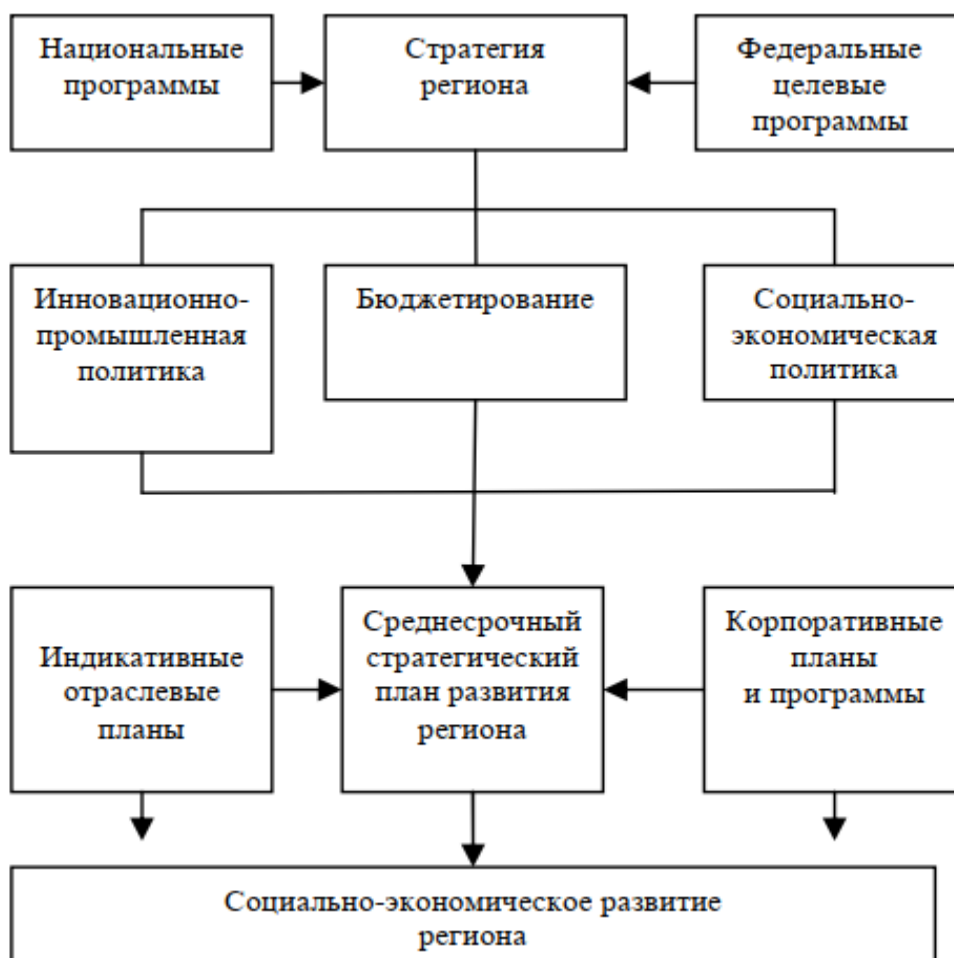 Национальные
программы
Стратегия
региона
Федеральные
целевые
программы
Инновационно-
промышленная
политика
Бюджетирование
Социально-
экономическая
политика
Индикативные
отраслевые
планы
Среднесрочный
стратегический
план развития
региона
Корпоративные
планы
и программы
Социально-экономическое развитие
региона